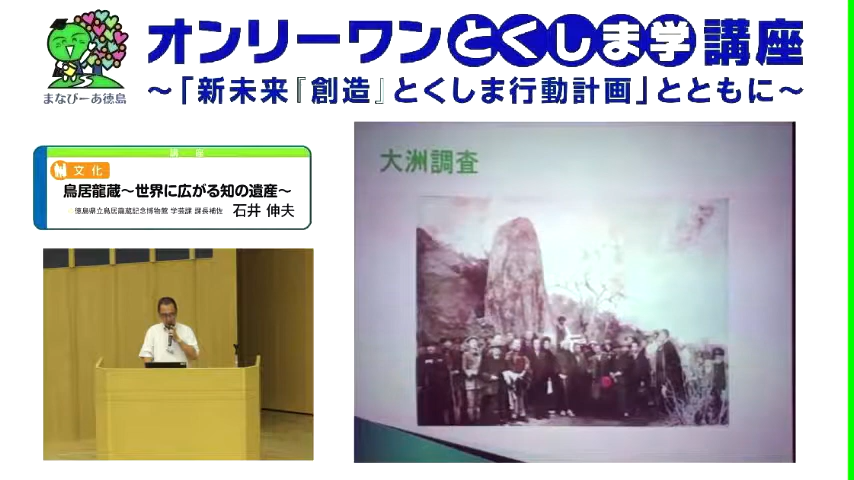 オンリーワンとくしま学講座
～「新未来『創造』とくしま行動計画」とともに～
まなびーあ徳島
講 座
文 化
鳥居龍蔵～世界に広がる知の遺産～
徳島県立鳥居龍蔵記念博物館 学芸課 課長補佐 石井 伸夫
大洲調査